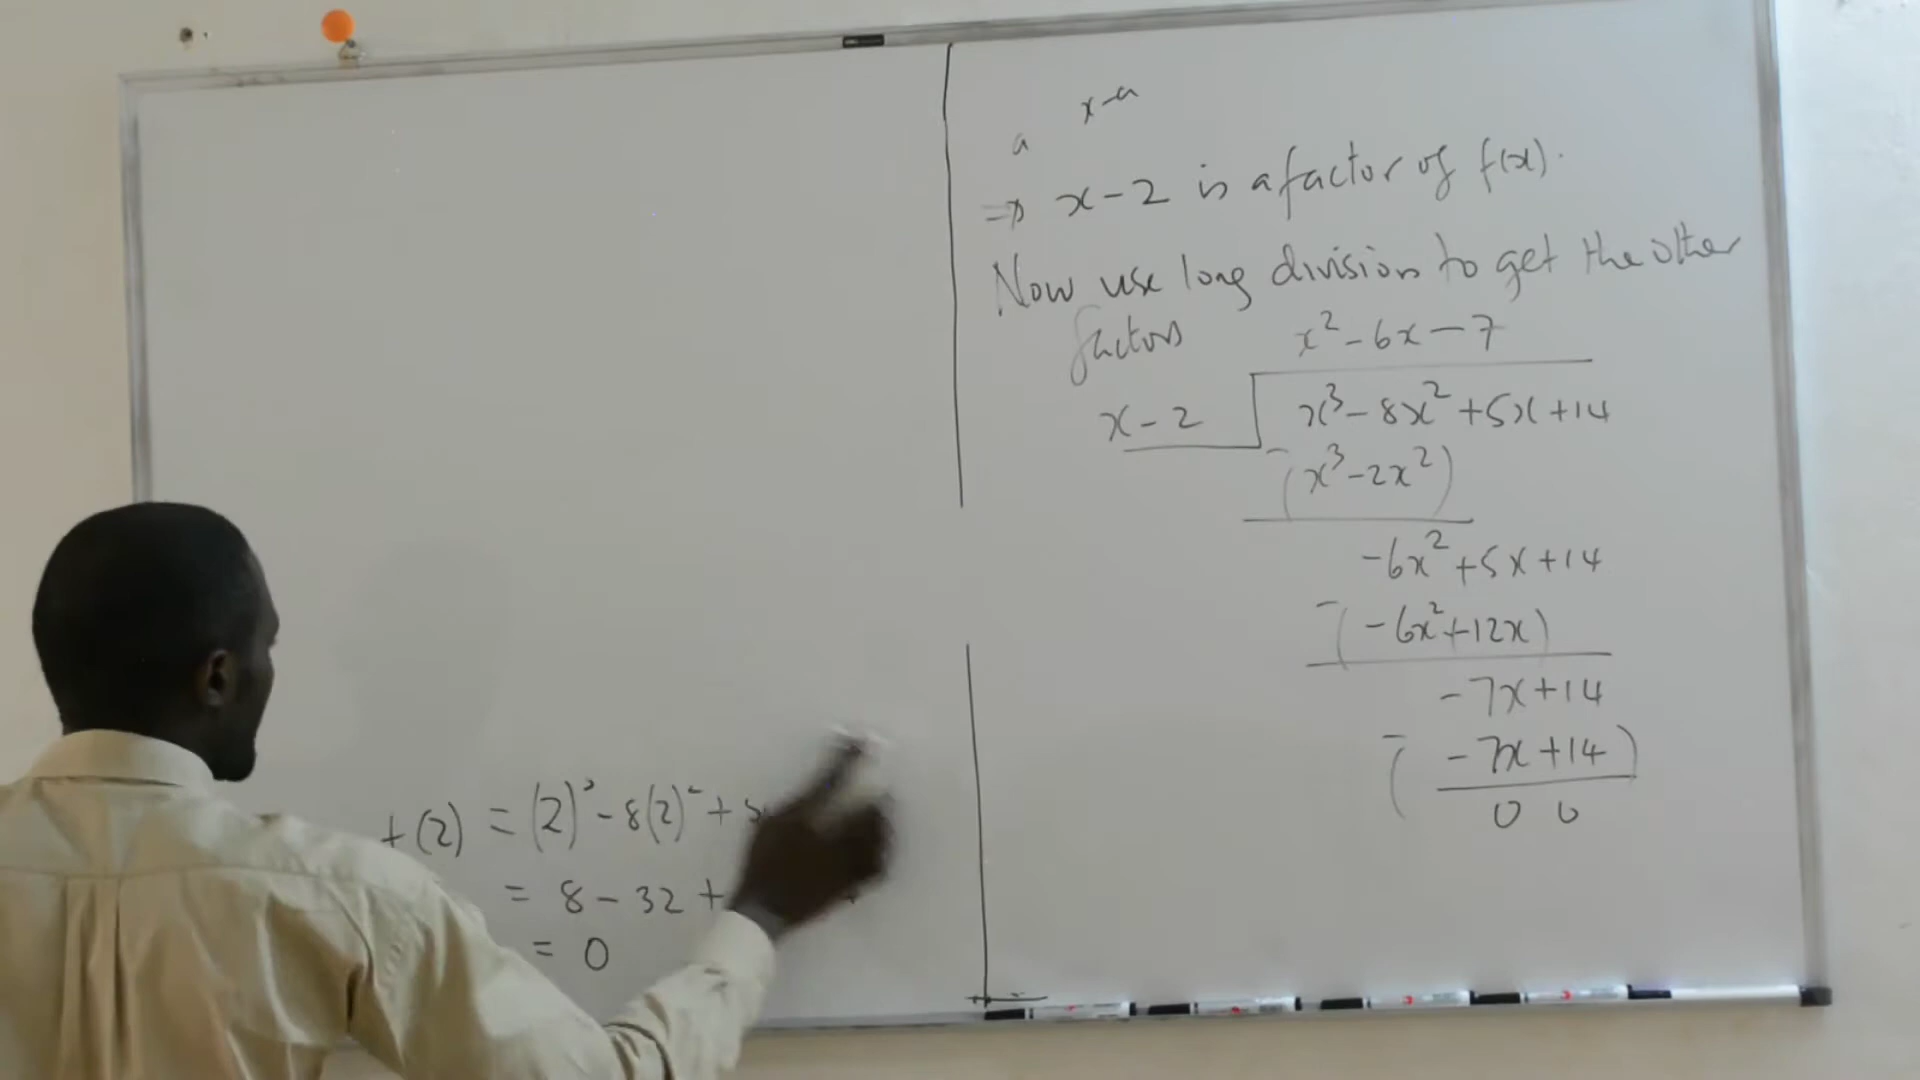 f(2) = (2)³ - 8(2)² + 5
= 8 - 32 +
= 0
a x-a
⇒ x-2 is a factor of f(x).
Now use long division to get the other
factors x² - 6x - 7
x-2 x³ - 8x² + 5x + 14
-(x³ - 2x²)
-6x² + 5x + 14
-(-6x² + 12x)
-7x + 14
-(-7x + 14)
0 0